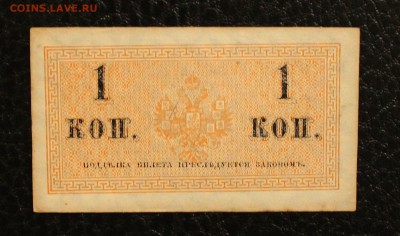 COINS.LAVE.RU
1 1
КОП. КОП.
ПОДДѢЛКА БИЛЕТА ПРЕСЛѢДУЕТСЯ ЗАКОНОМЪ.